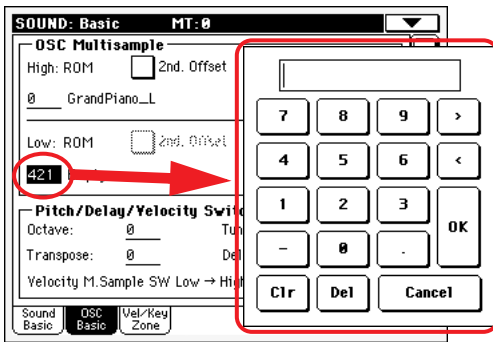 SOUND: Basic MT:0
OSC Multisample
High: ROM 2nd. Offset
0 GrandPiano_L
Low: ROM 2nd. Offset
421
Pitch/Delay/Velocity
Octave: 0
Transpose: 0
Velocity M.Sample SW Low →
Sound Basic
OSC Basic
Vel/Key Zone
7 8 9 >
4 5 6 <
1 2 3 OK
- 0 .
Clr Del Cancel